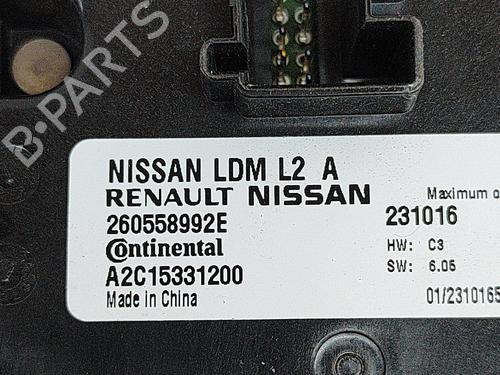 B-PARTS
NISSAN LDM L2 A
RENAULT NISSAN
260558992E
Continental
A2C15331200
Made in China
Maximum o
231016
HW: C3
SW: 6.05
01/2310165